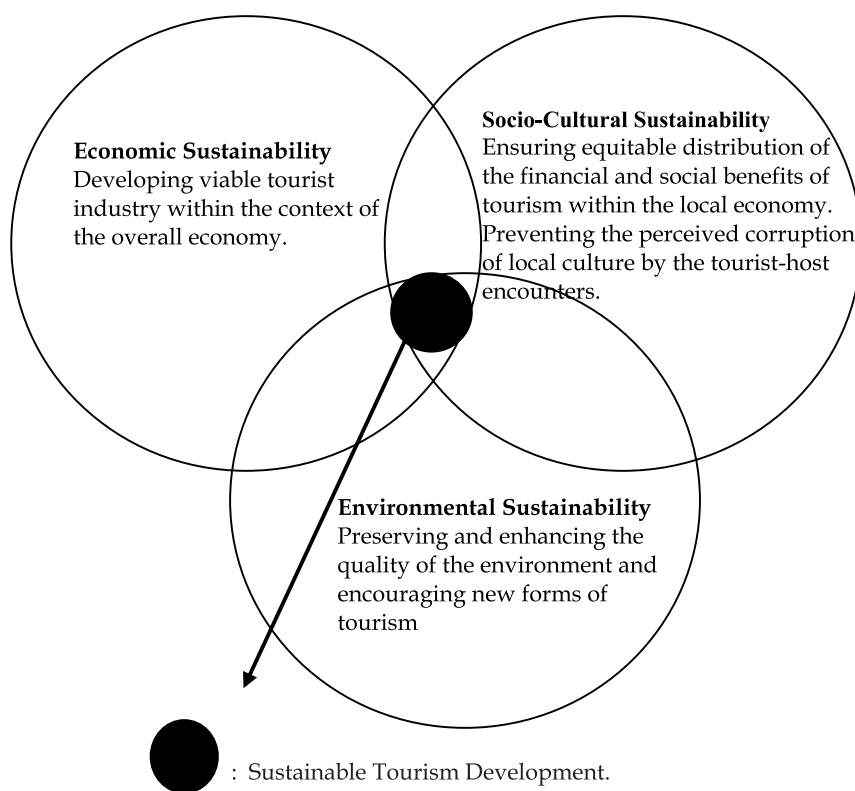 Economic Sustainability
Developing viable tourist
industry within the context of
the overall economy.
Socio-Cultural Sustainability
Ensuring equitable distribution of
the financial and social benefits of
tourism within the local economy.
Preventing the perceived corruption
of local culture by the tourist-host
encounters.
Environmental Sustainability
Preserving and enhancing the
quality of the environment and
encouraging new forms of
tourism
: Sustainable Tourism Development.